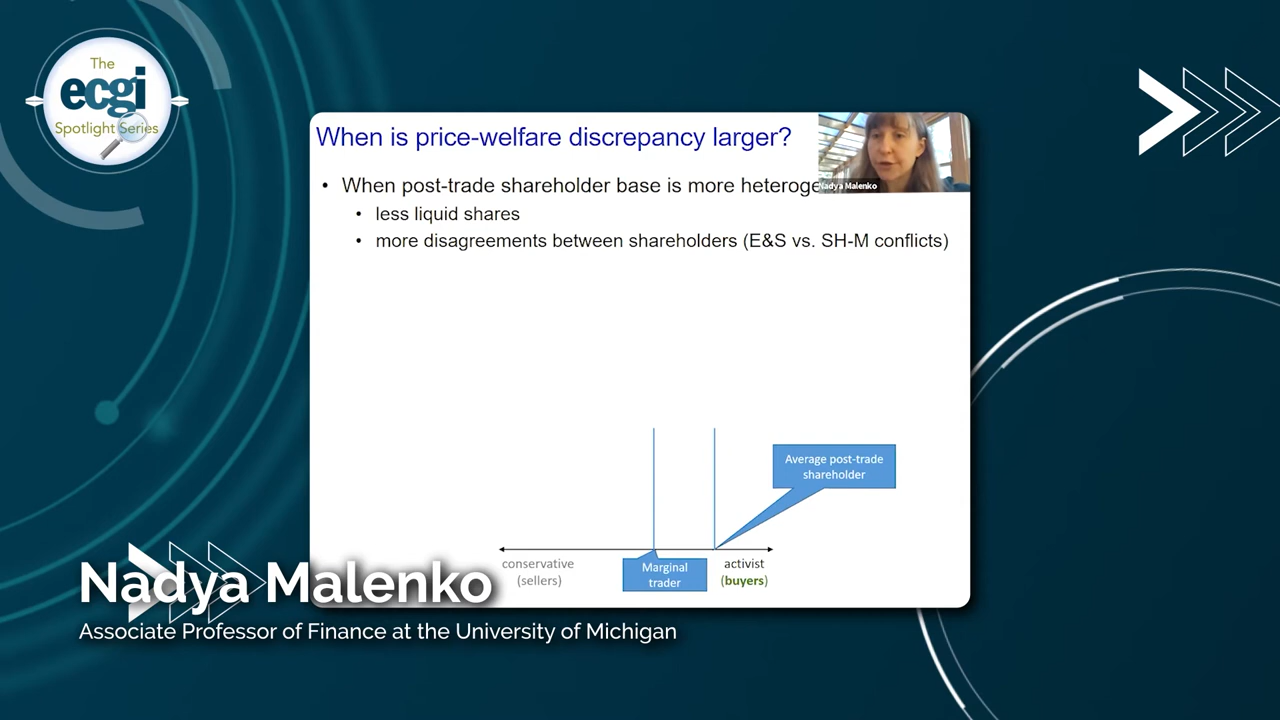 The
ecgi
Spotlight Series
When is price-welfare discrepancy larger?
Nadya Malenko
• When post-trade shareholder base is more heteroge
• less liquid shares
• more disagreements between shareholders (E&S vs. SH-M conflicts)
Average post-trade
shareholder
conservative
(sellers)
Marginal
trader
activist
(buyers)
Nadya Malenko
Associate Professor of Finance at the University of Michigan